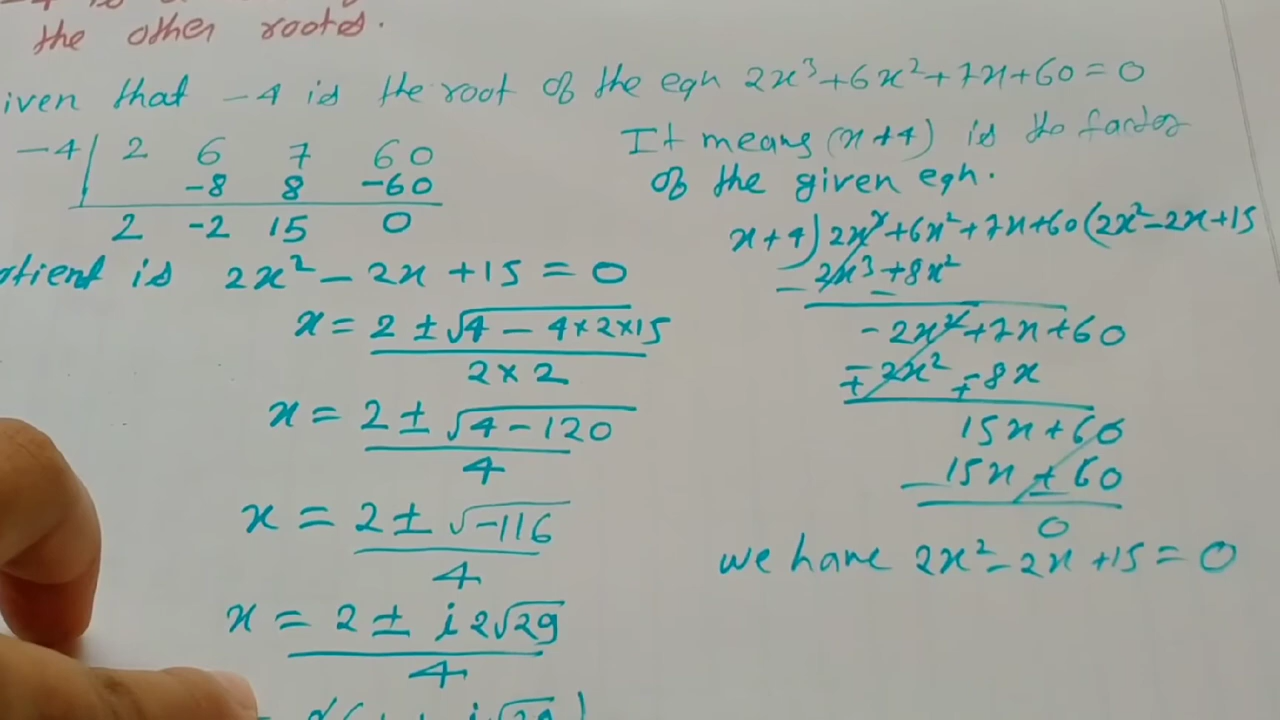 the other rootes.
iven that -4 is the root of the eqn 2x³+6x²+7x+60=0
-4 | 2 6 7 60
-8 8 -60
2 -2 15 0
otient is 2x²-2x+15=0
x = 2 ± √4 - 4×2×15
2×2
x = 2 ± √4-120
4
x = 2 ± √-116
4
x = 2 ± i 2√29
4
It means (x+4) is the factor
of the given eqn.
x+4)2x³+6x²+7x+60(2x²-2x+15
- 2x³+8x²
-
-2x²+7x+60
∓2x²∓8x
15x+60
-15x±60
0
we have 2x²-2x+15=0